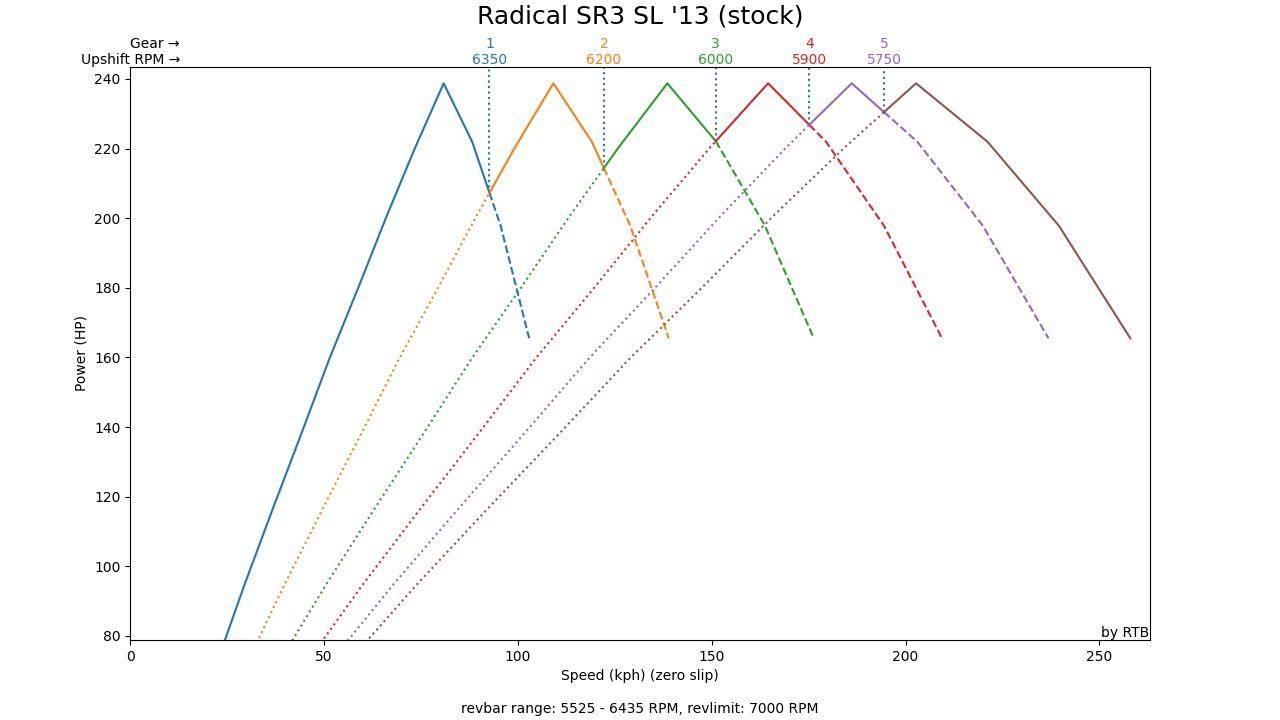 Radical SR3 SL '13 (stock)
Gear → 1 2 3 4 5
Upshift RPM → 6350 6200 6000 5900 5750
240
220
200
180
160
140
120
100
80
Power (HP)
by RTB
0 50 100 150 200 250
Speed (kph) (zero slip)
revbar range: 5525 - 6435 RPM, revlimit: 7000 RPM